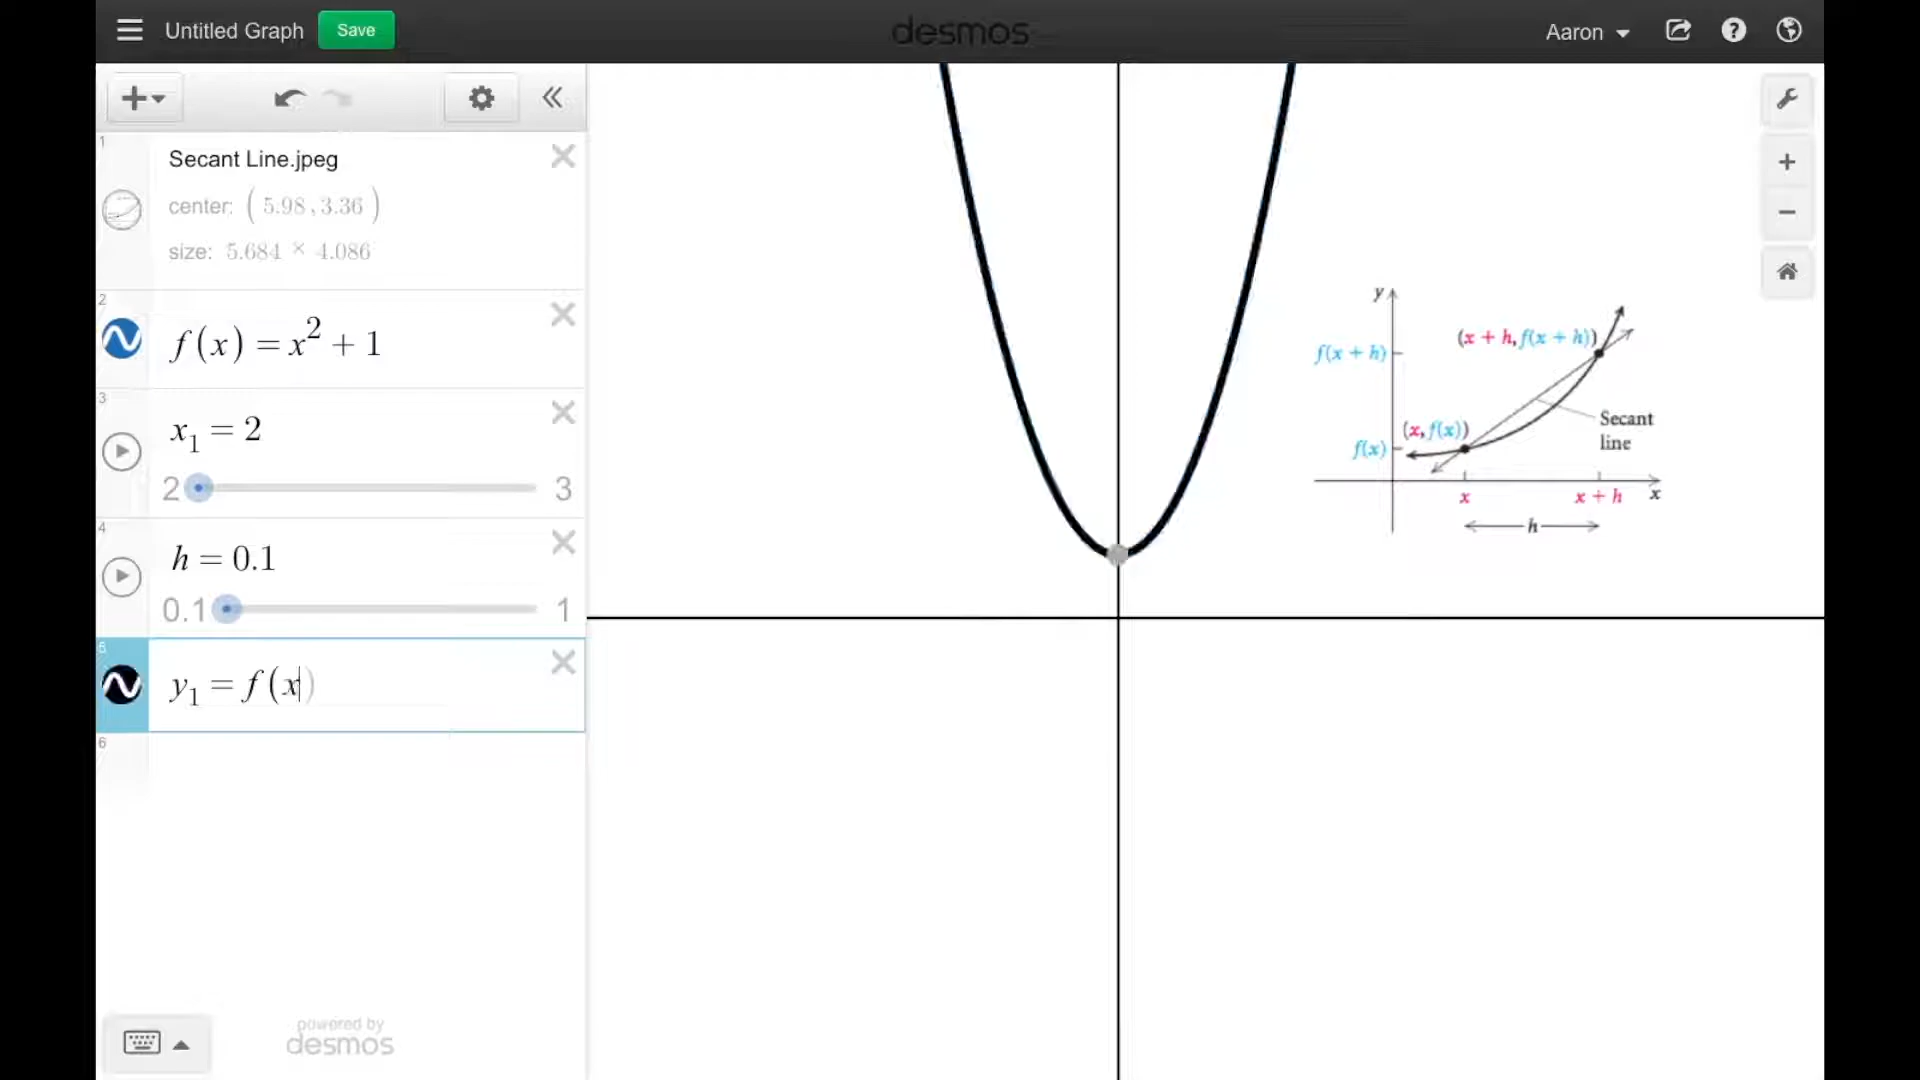 Untitled Graph Save desmos Aaron
1
Secant Line.jpeg
center: ( 5.98 , 3.36 )
size: 5.684 × 4.086
2
f(x) = x² + 1
3
x₁ = 2
2 3
4
h = 0.1
0.1 1
5
y₁ = f(x)
6
powered by
desmos
y
(x + h, f(x + h))
f(x + h)
Secant
line
(x, f(x))
f(x)
x x + h x
h